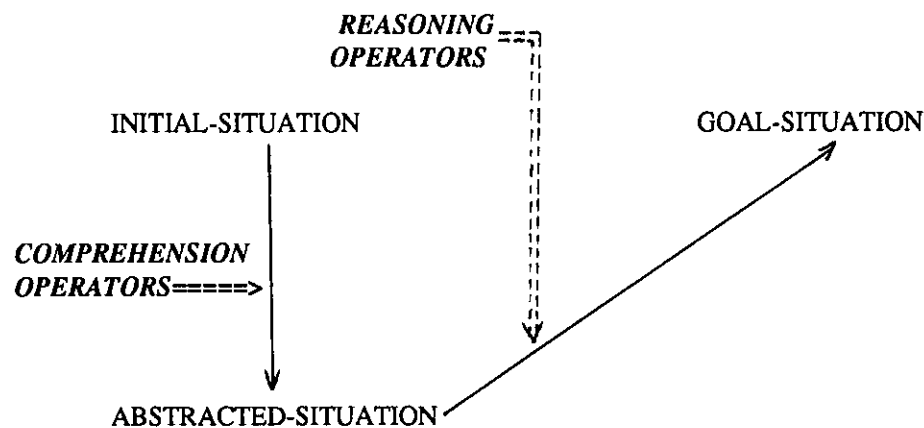 REASONING
OPERATORS
INITIAL-SITUATION
GOAL-SITUATION
COMPREHENSION
OPERATORS=====>
ABSTRACTED-SITUATION